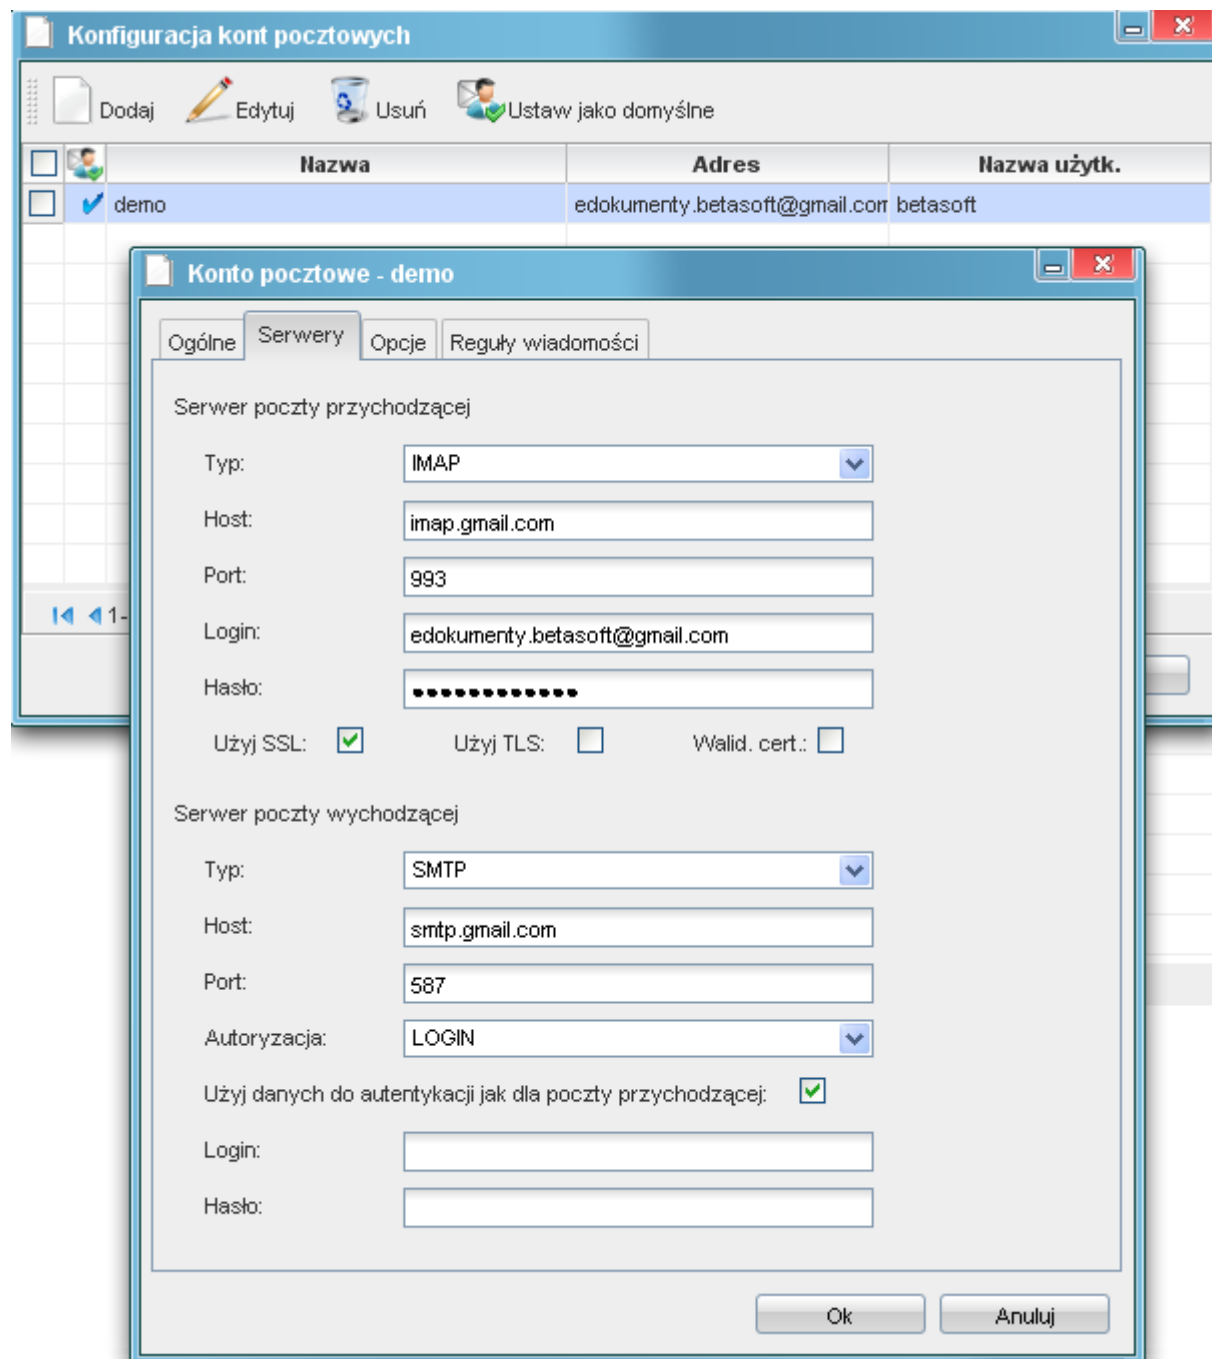 Konfiguracja kont pocztowych
Dodaj Edytuj Usuń Ustaw jako domyślne
Nazwa Adres Nazwa użytk.
demo edokumenty.betasoft@gmail.com betasoft
Konto pocztowe - demo
Ogólne Serwery Opcje Reguły wiadomości
Serwer poczty przychodzącej
Typ: IMAP
Host: imap.gmail.com
Port: 993
1-
Login: edokumenty.betasoft@gmail.com
Hasło: •••••••••••••
Użyj SSL: Użyj TLS: Walid. cert.:
Serwer poczty wychodzącej
Typ: SMTP
Host: smtp.gmail.com
Port: 587
Autoryzacja: LOGIN
Użyj danych do autentykacji jak dla poczty przychodzącej:
Login:
Hasło:
Ok Anuluj